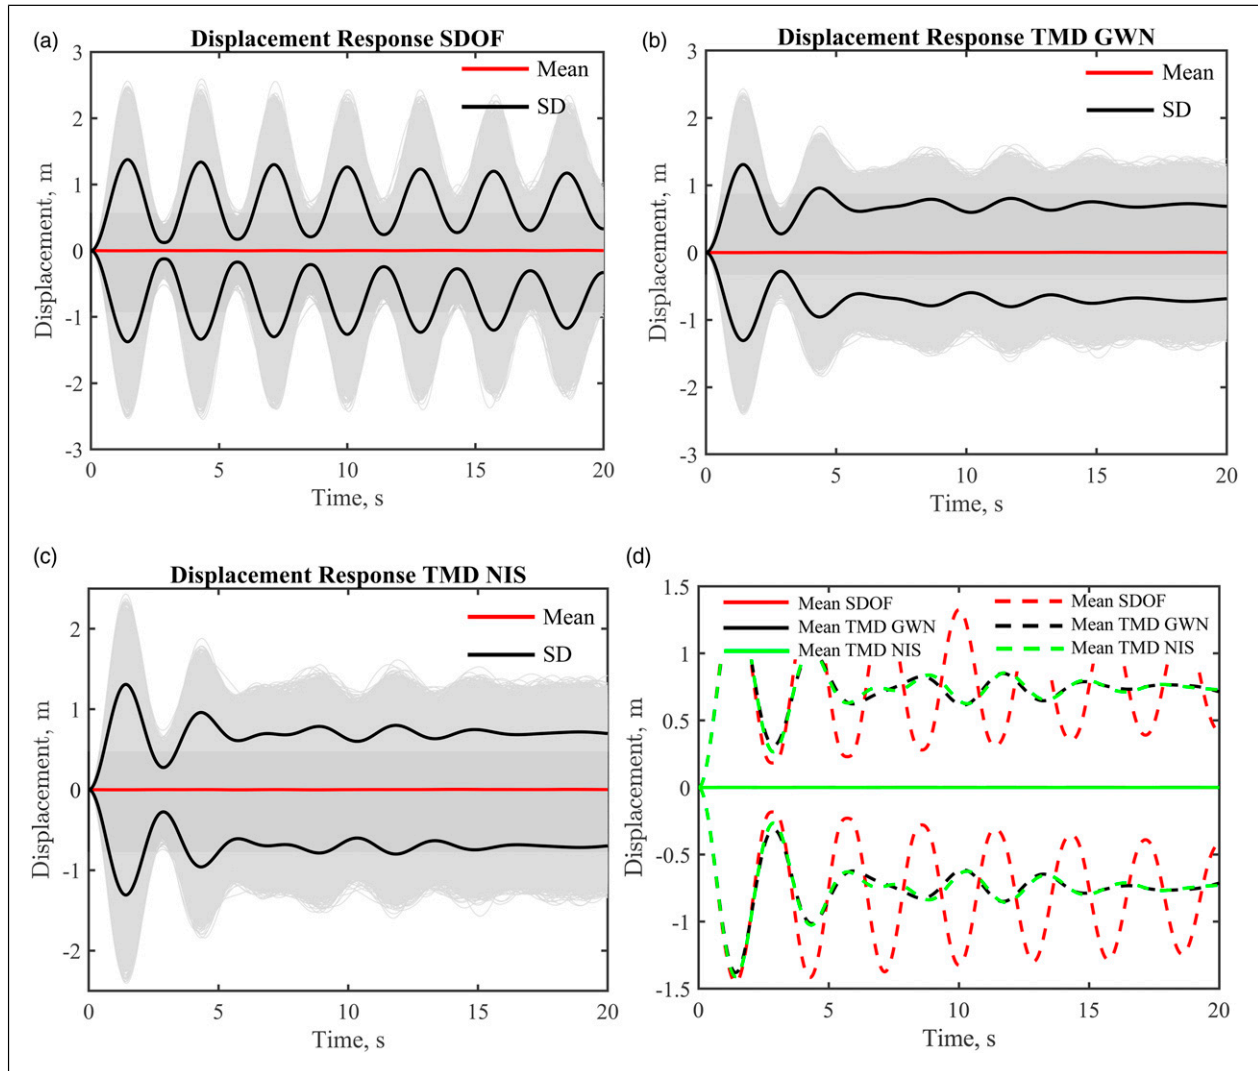 (a)
Displacement Response SDOF
Mean
SD
Displacement, m
3
2
1
0
-1
-2
-3
0
5
10
15
20
Time, s
(b)
Displacement Response TMD GWN
Mean
SD
Displacement, m
3
2
1
0
-1
-2
-3
0
5
10
15
20
Time, s
(c)
Displacement Response TMD NIS
Mean
SD
Displacement, m
2
1
0
-1
-2
0
5
10
15
20
Time, s
(d)
Mean SDOF
Mean TMD GWN
Mean TMD NIS
Mean SDOF
Mean TMD GWN
Mean TMD NIS
Displacement, m
1.5
1
0.5
0
-0.5
-1
-1.5
0
5
10
15
20
Time, s